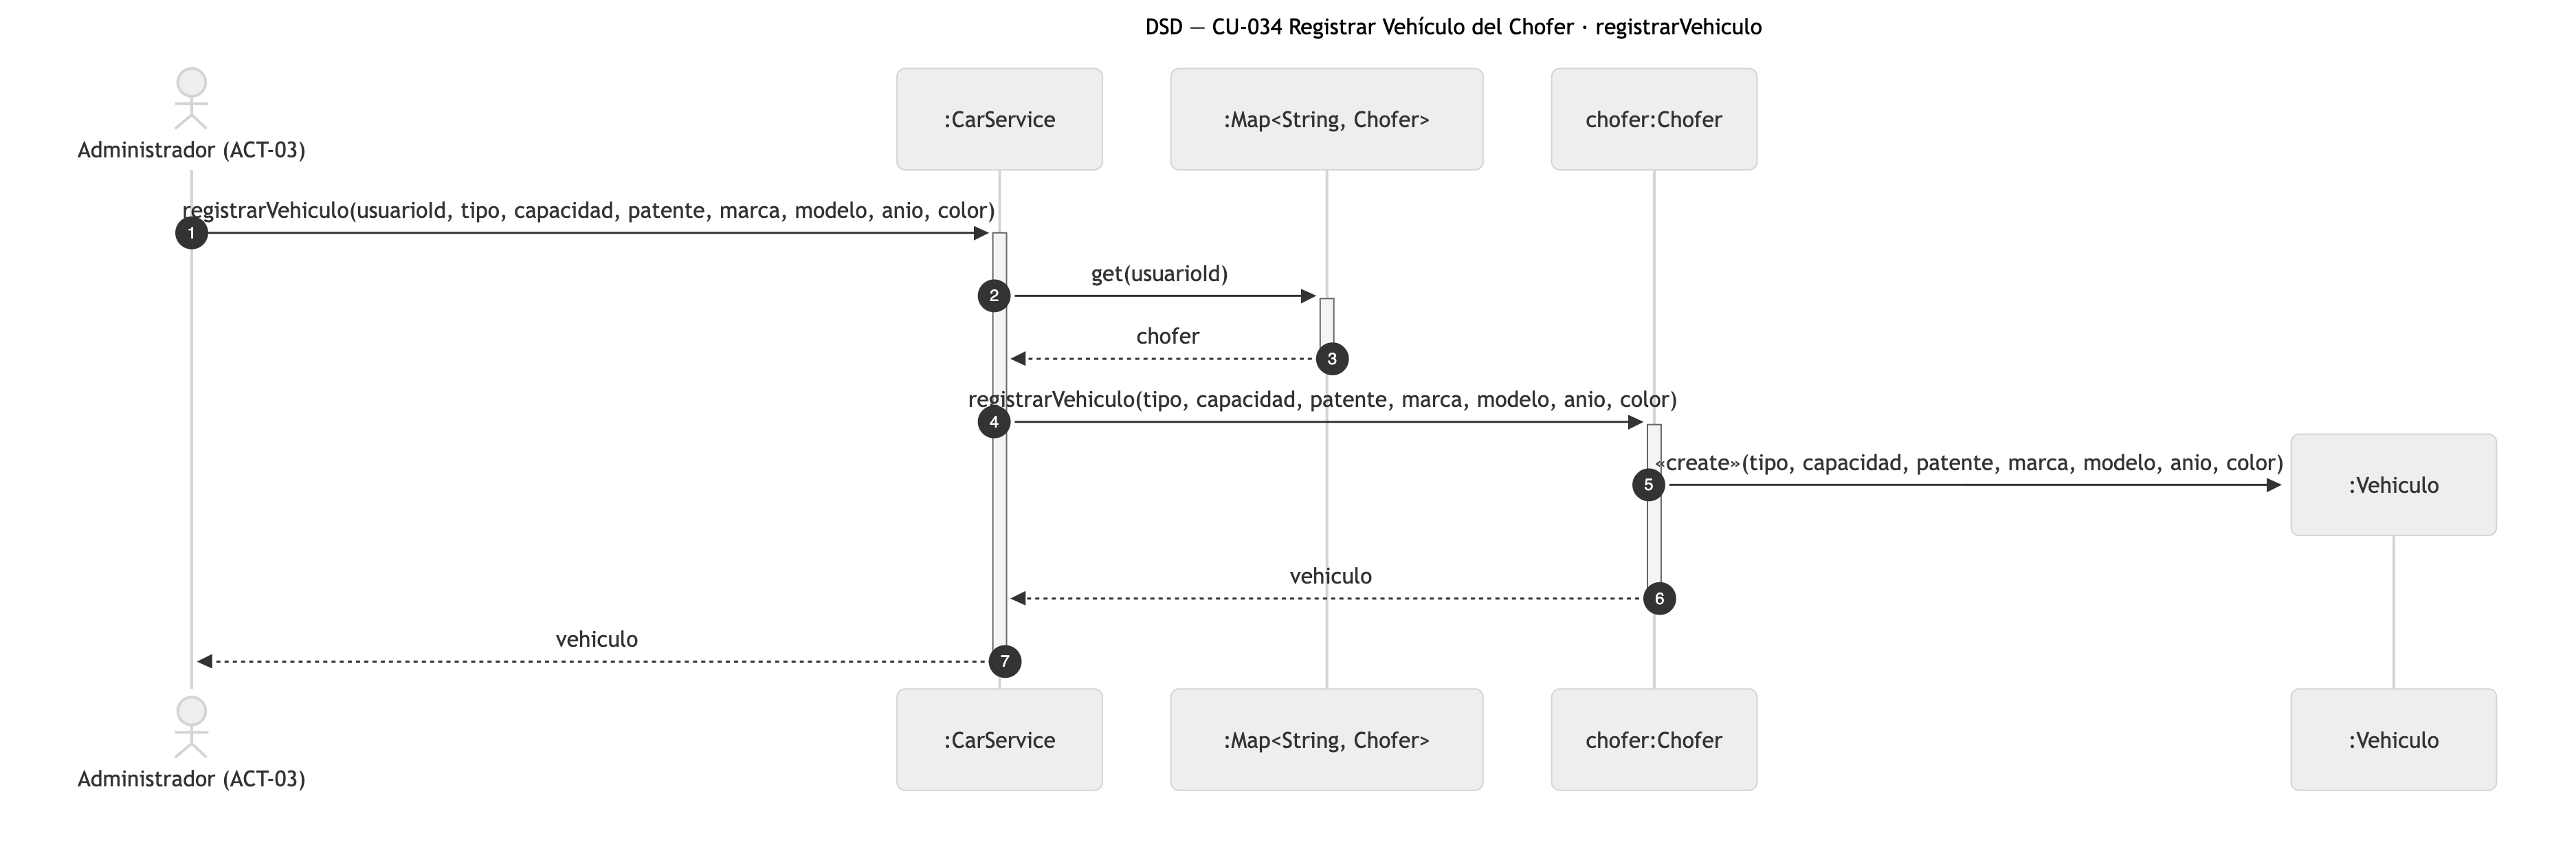 DSD – CU-034 Registrar Vehículo del Chofer · registrarVehiculo
Administrador (ACT-03)
:CarService
:Map<String, Chofer>
chofer:Chofer
registrarVehiculo(usuarioId, tipo, capacidad, patente, marca, modelo, anio, color)
1
get(usuarioId)
2
chofer
3
registrarVehiculo(tipo, capacidad, patente, marca, modelo, anio, color)
4
«create»(tipo, capacidad, patente, marca, modelo, anio, color)
5
:Vehiculo
vehiculo
6
vehiculo
7
Administrador (ACT-03)
:CarService
:Map<String, Chofer>
chofer:Chofer
:Vehiculo